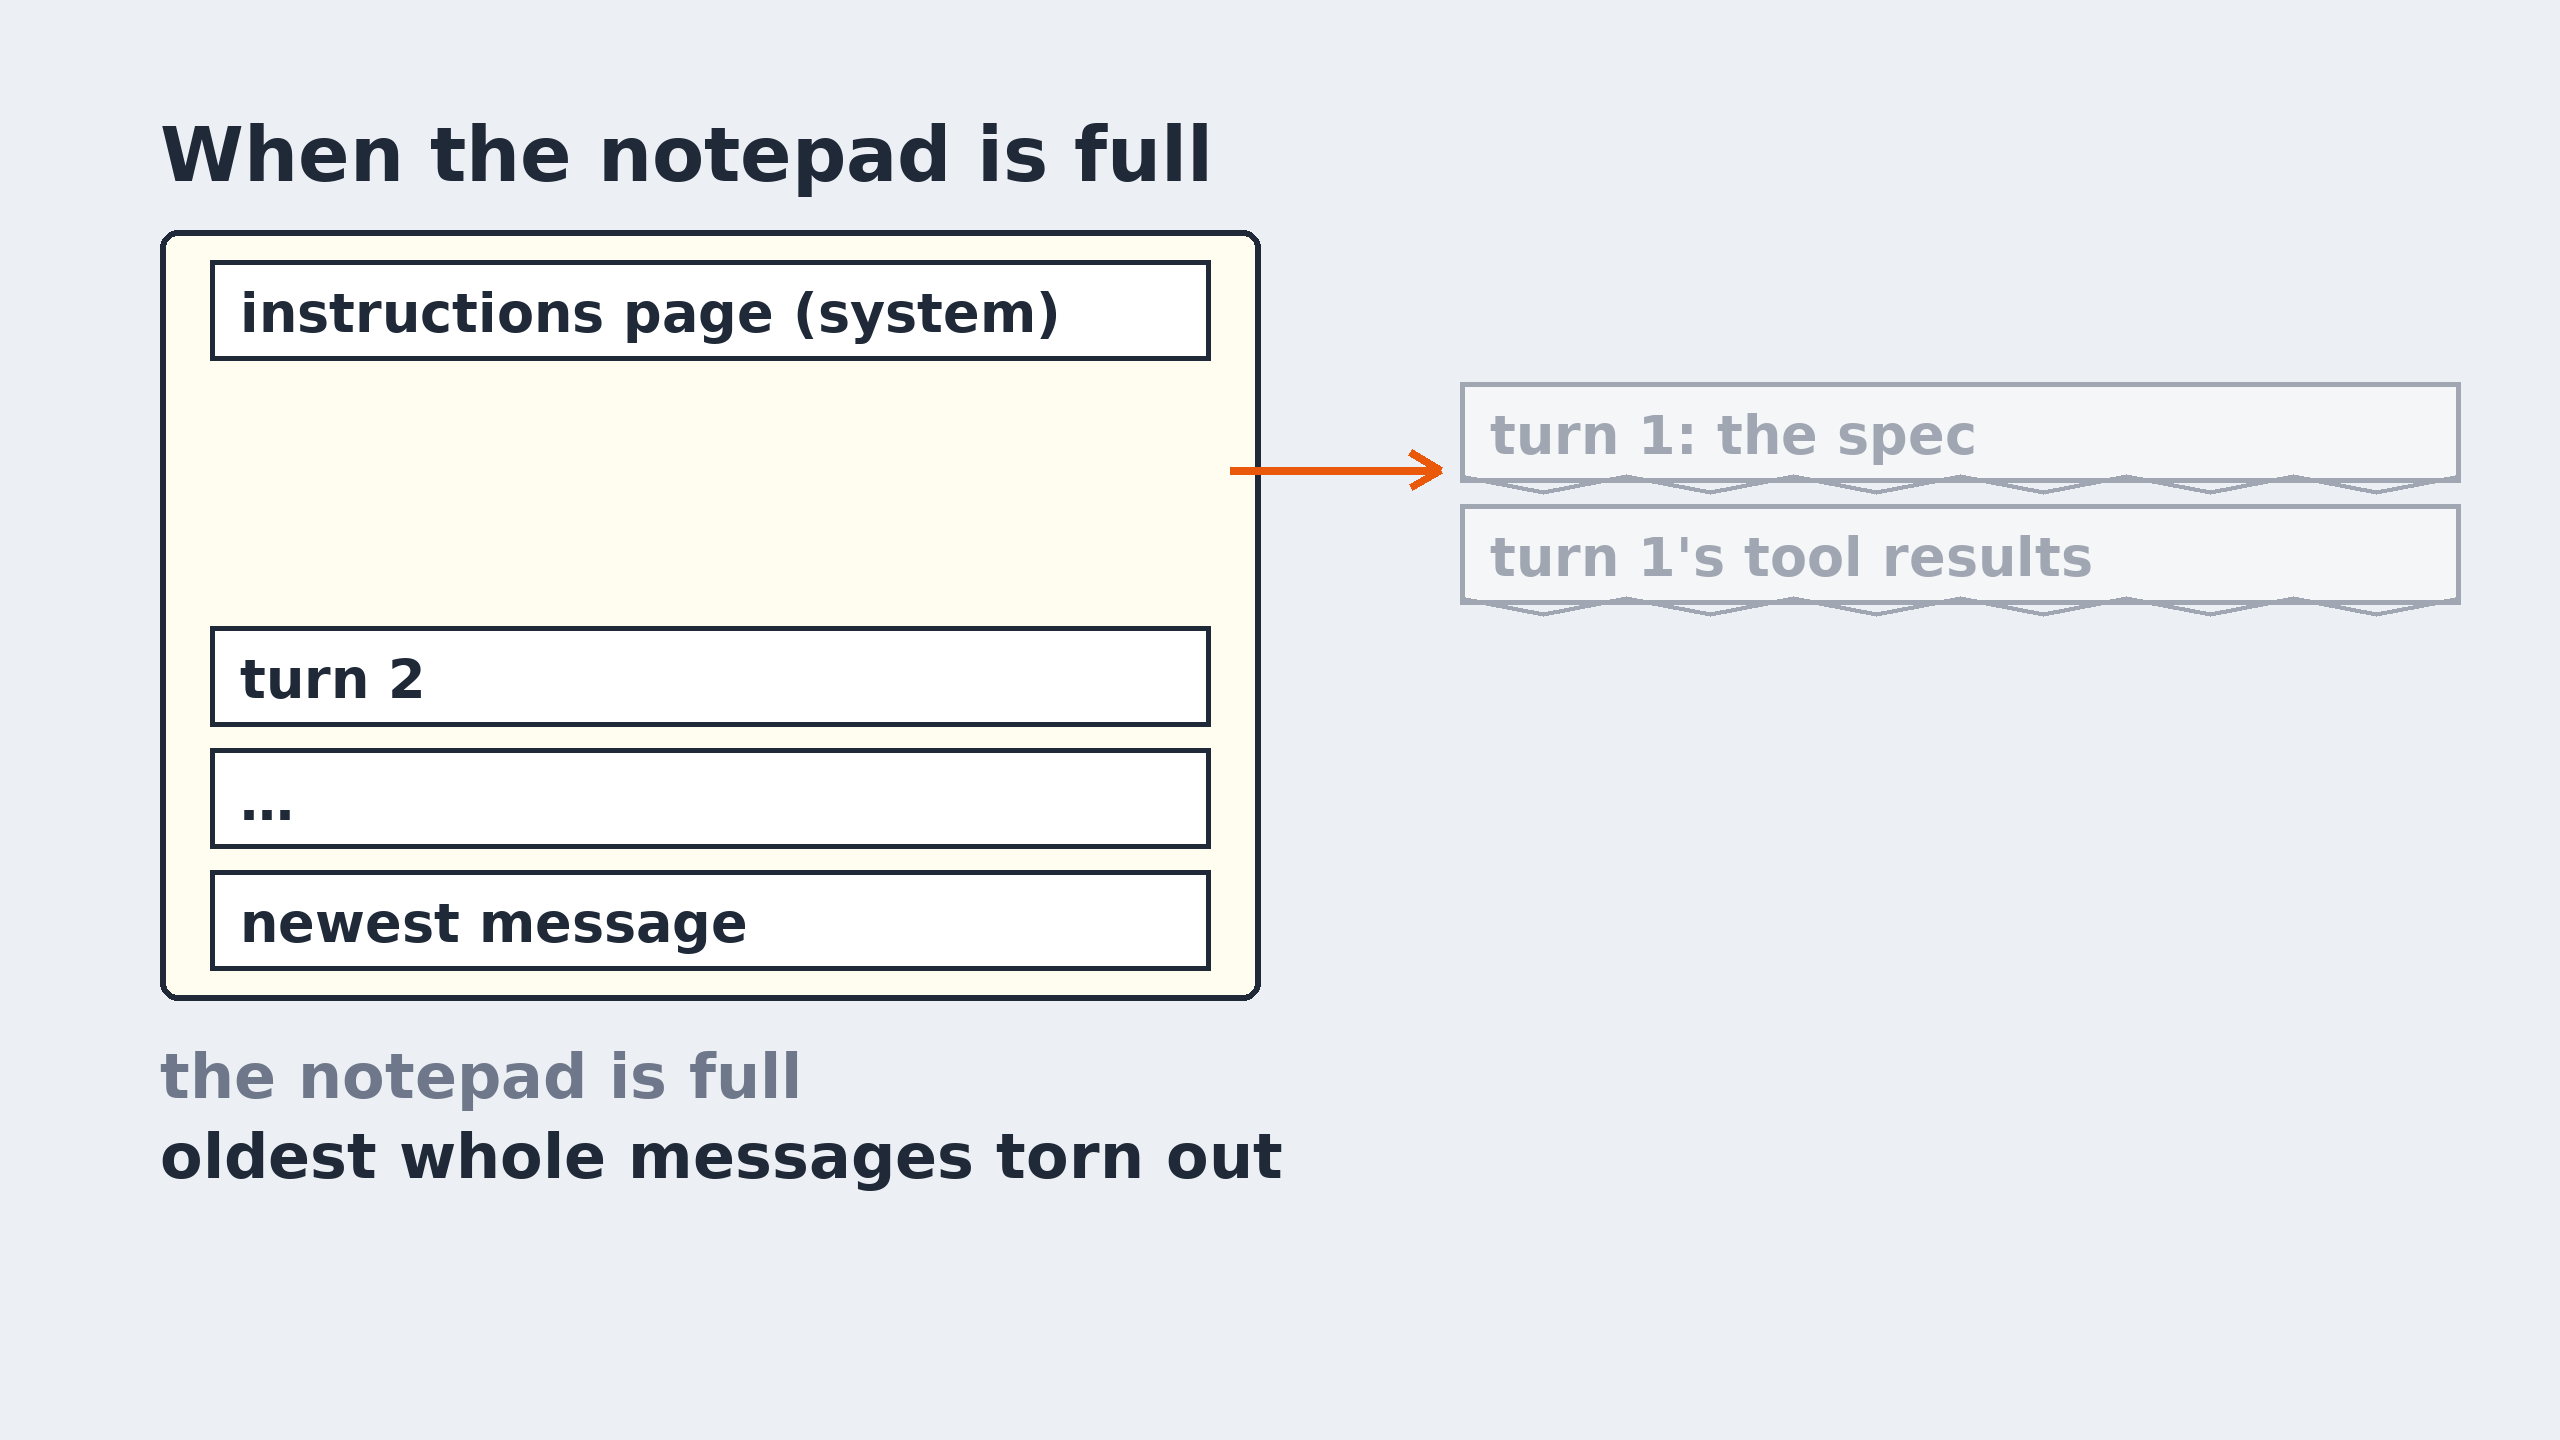 When the notepad is full
instructions page (system)
turn 1: the spec
turn 1's tool results
turn 2
…
newest message
the notepad is full
oldest whole messages torn out